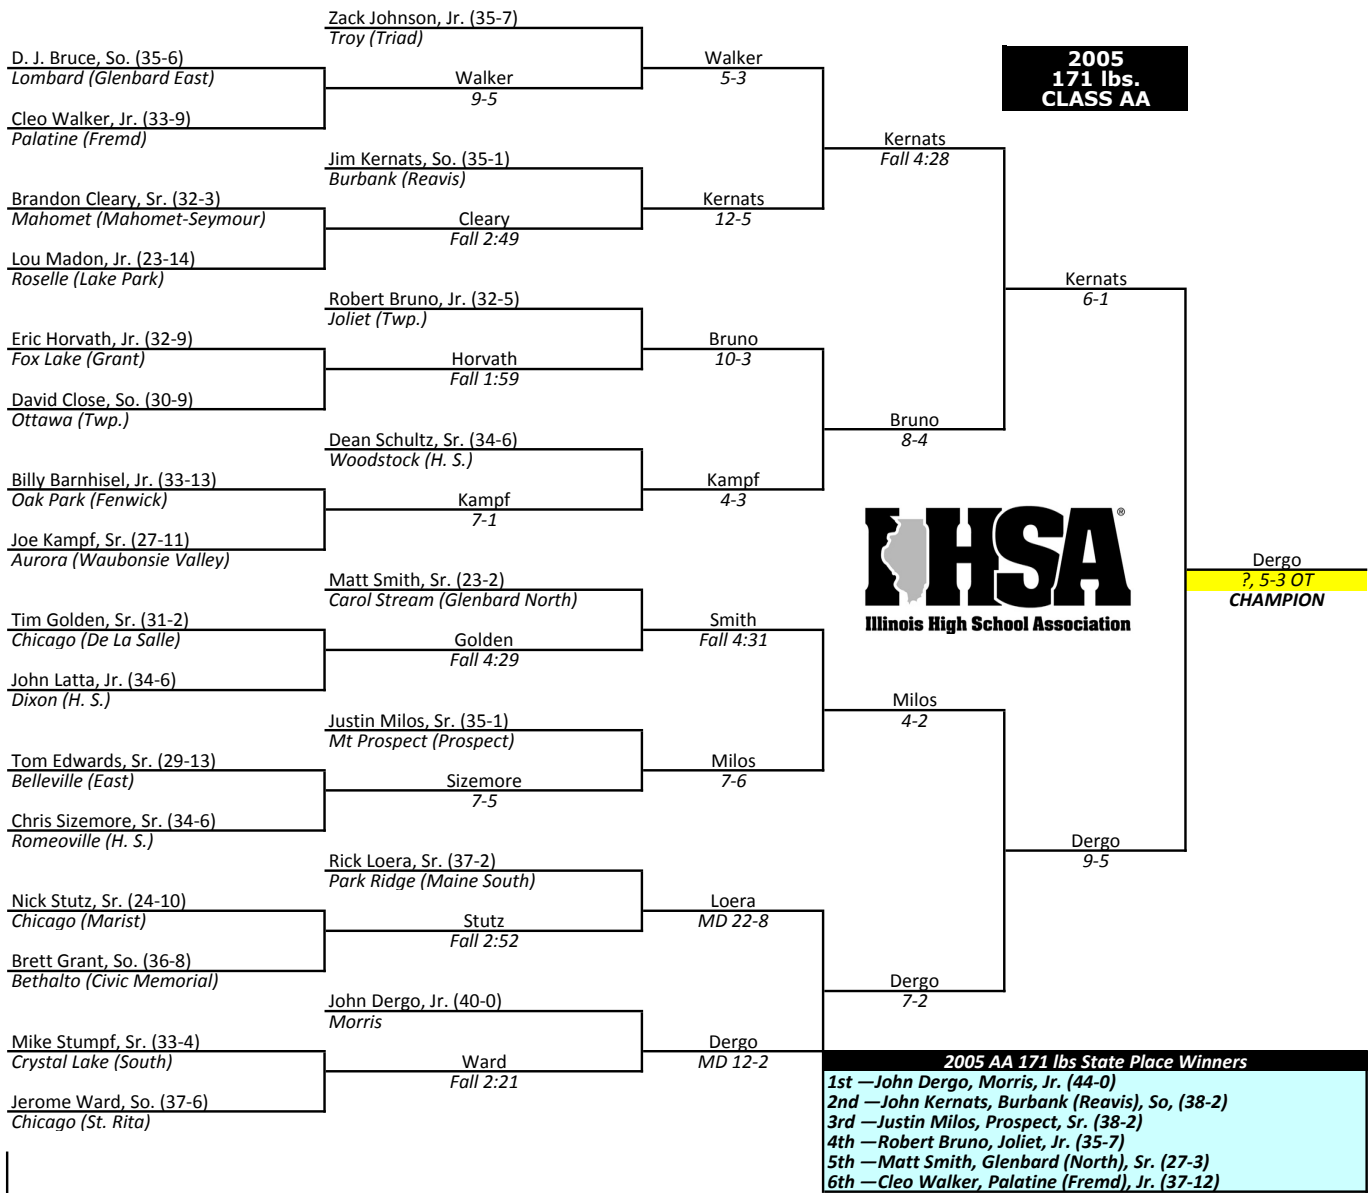 2005
171 lbs.
CLASS AA
D. J. Bruce, So. (35-6)
Lombard (Glenbard East)
Cleo Walker, Jr. (33-9)
Palatine (Fremd)
Brandon Cleary, Sr. (32-3)
Mahomet (Mahomet-Seymour)
Lou Madon, Jr. (23-14)
Roselle (Lake Park)
Eric Horvath, Jr. (32-9)
Fox Lake (Grant)
David Close, So. (30-9)
Ottawa (Twp.)
Billy Barnhisel, Jr. (33-13)
Oak Park (Fenwick)
Joe Kampf, Sr. (27-11)
Aurora (Waubonsie Valley)
Tim Golden, Sr. (31-2)
Chicago (De La Salle)
John Latta, Jr. (34-6)
Dixon (H. S.)
Tom Edwards, Sr. (29-13)
Belleville (East)
Chris Sizemore, Sr. (34-6)
Romeoville (H. S.)
Nick Stutz, Sr. (24-10)
Chicago (Marist)
Brett Grant, So. (36-8)
Bethalto (Civic Memorial)
Mike Stumpf, Sr. (33-4)
Crystal Lake (South)
Jerome Ward, So. (37-6)
Chicago (St. Rita)
Zack Johnson, Jr. (35-7)
Troy (Triad)
Walker
9-5
Jim Kernats, So. (35-1)
Burbank (Reavis)
Cleary
Fall 2:49
Robert Bruno, Jr. (32-5)
Joliet (Twp.)
Horvath
Fall 1:59
Dean Schultz, Sr. (34-6)
Woodstock (H. S.)
Kampf
7-1
Matt Smith, Sr. (23-2)
Carol Stream (Glenbard North)
Golden
Fall 4:29
Justin Milos, Sr. (35-1)
Mt Prospect (Prospect)
Sizemore
7-5
Rick Loera, Sr. (37-2)
Park Ridge (Maine South)
Stutz
Fall 2:52
John Dergo, Jr. (40-0)
Morris
Ward
Fall 2:21
Walker
5-3
Kernats
12-5
Bruno
10-3
Kampf
4-3
Smith
Fall 4:31
Milos
7-6
Loera
MD 22-8
Dergo
MD 12-2
Kernats
Fall 4:28
Bruno
8-4
Milos
4-2
Dergo
7-2
Kernats
6-1
Dergo
9-5
IHSA®
Illinois High School Association
Dergo
?, 5-3 OT
CHAMPION
2005 AA 171 lbs State Place Winners
1st —John Dergo, Morris, Jr. (44-0)
2nd —John Kernats, Burbank (Reavis), So, (38-2)
3rd —Justin Milos, Prospect, Sr. (38-2)
4th —Robert Bruno, Joliet, Jr. (35-7)
5th —Matt Smith, Glenbard (North), Sr. (27-3)
6th —Cleo Walker, Palatine (Fremd), Jr. (37-12)